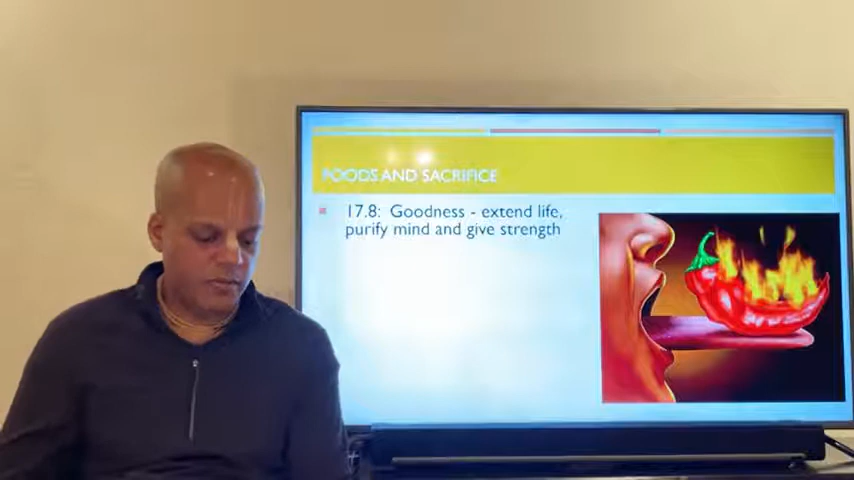 FOODS AND SACRIFICE
17.8: Goodness - extend life,
purify mind and give strength